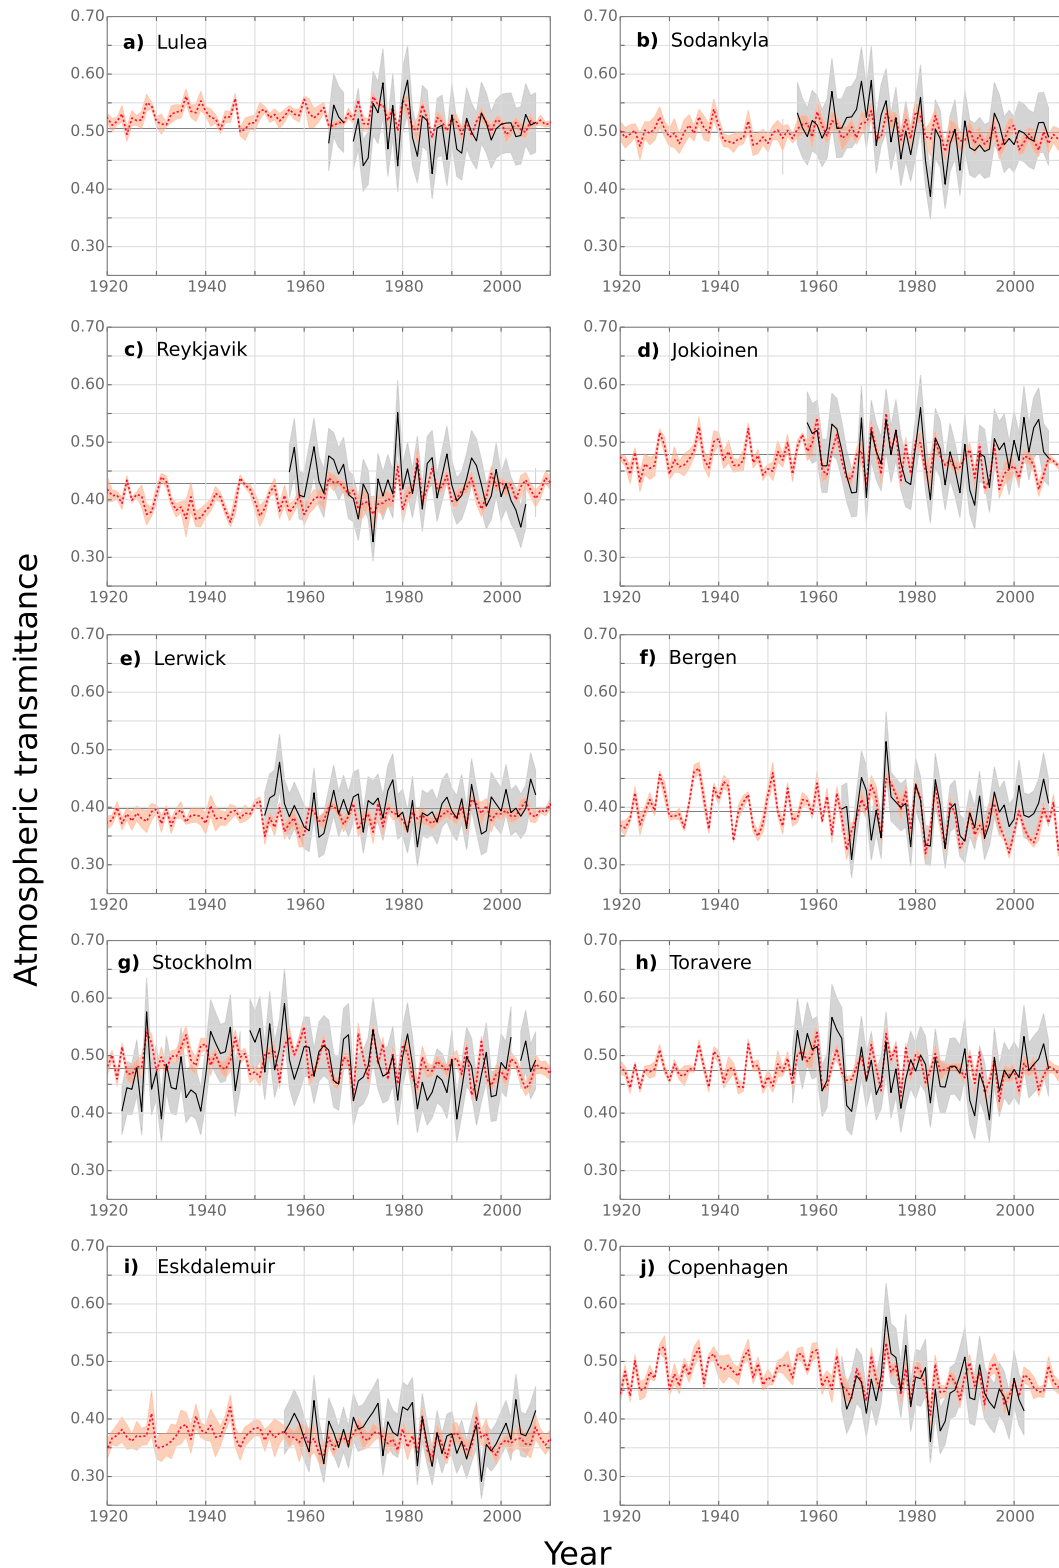 Atmospheric transmittance
a) Lulea
0.70
0.60
0.50
0.40
0.30
1920 1940 1960 1980 2000
b) Sodankyla
0.70
0.60
0.50
0.40
0.30
1920 1940 1960 1980 2000
c) Reykjavik
0.70
0.60
0.50
0.40
0.30
1920 1940 1960 1980 2000
d) Jokioinen
0.70
0.60
0.50
0.40
0.30
1920 1940 1960 1980 2000
e) Lerwick
0.70
0.60
0.50
0.40
0.30
1920 1940 1960 1980 2000
f) Bergen
0.70
0.60
0.50
0.40
0.30
1920 1940 1960 1980 2000
g) Stockholm
0.70
0.60
0.50
0.40
0.30
1920 1940 1960 1980 2000
h) Toravere
0.70
0.60
0.50
0.40
0.30
1920 1940 1960 1980 2000
i) Eskdalemuir
0.70
0.60
0.50
0.40
0.30
1920 1940 1960 1980 2000
j) Copenhagen
0.70
0.60
0.50
0.40
0.30
1920 1940 1960 1980 2000
Year